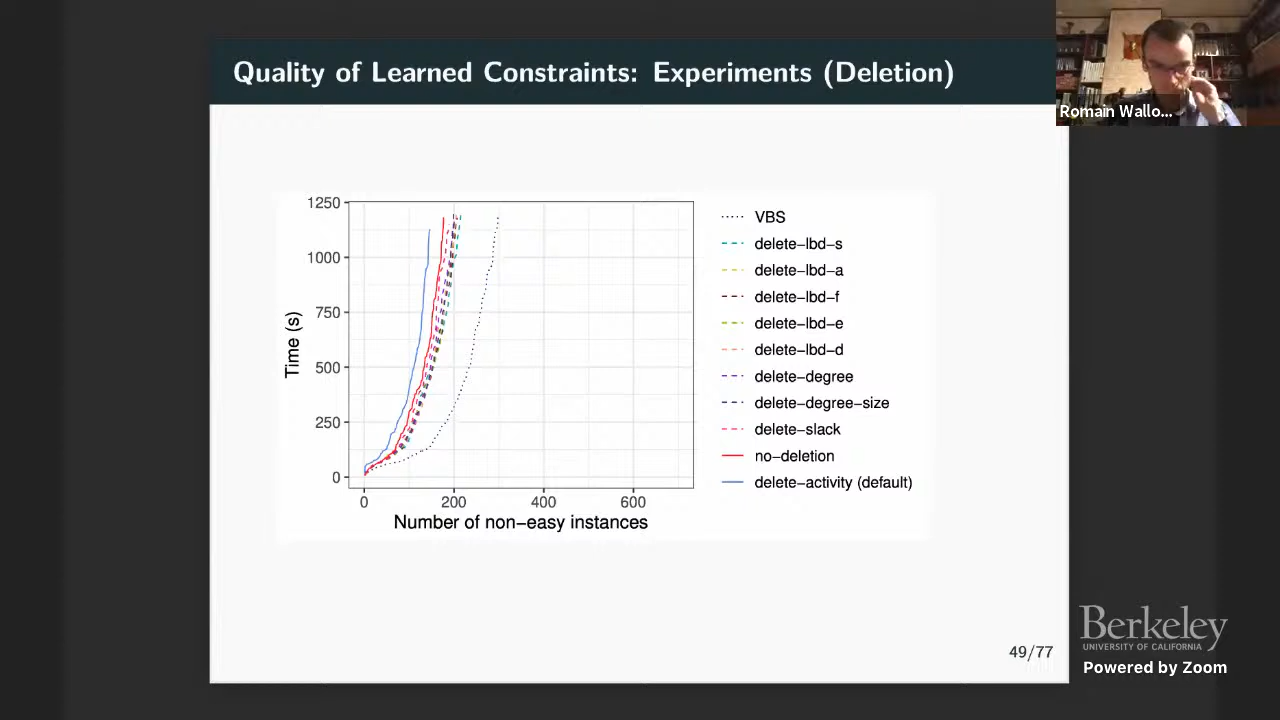 Quality of Learned Constraints: Experiments (Deletion)
Romain Wallo...
1250
1000
750
500
250
0
Time (s)
0 200 400 600
Number of non−easy instances
VBS
delete−lbd−s
delete−lbd−a
delete−lbd−f
delete−lbd−e
delete−lbd−d
delete−degree
delete−degree−size
delete−slack
no−deletion
delete−activity (default)
49/77
Berkeley
UNIVERSITY OF CALIFORNIA
Powered by Zoom